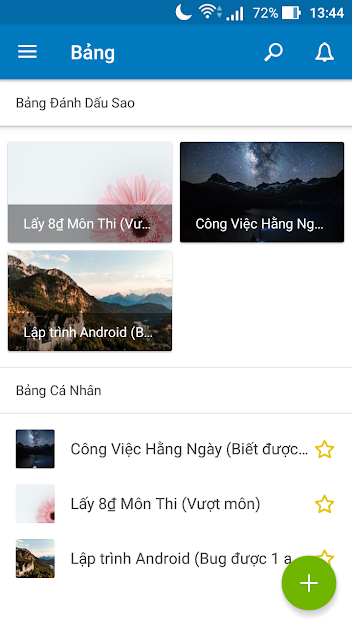 72% 13:44
Bảng
Bảng Đánh Dấu Sao
Lấy 8₫ Môn Thi (Vư...
Công Việc Hằng Ng...
Lập trình Android (B...
Bảng Cá Nhân
Công Việc Hằng Ngày (Biết được...
Lấy 8₫ Môn Thi (Vượt môn)
Lập trình Android (Bug được 1 a